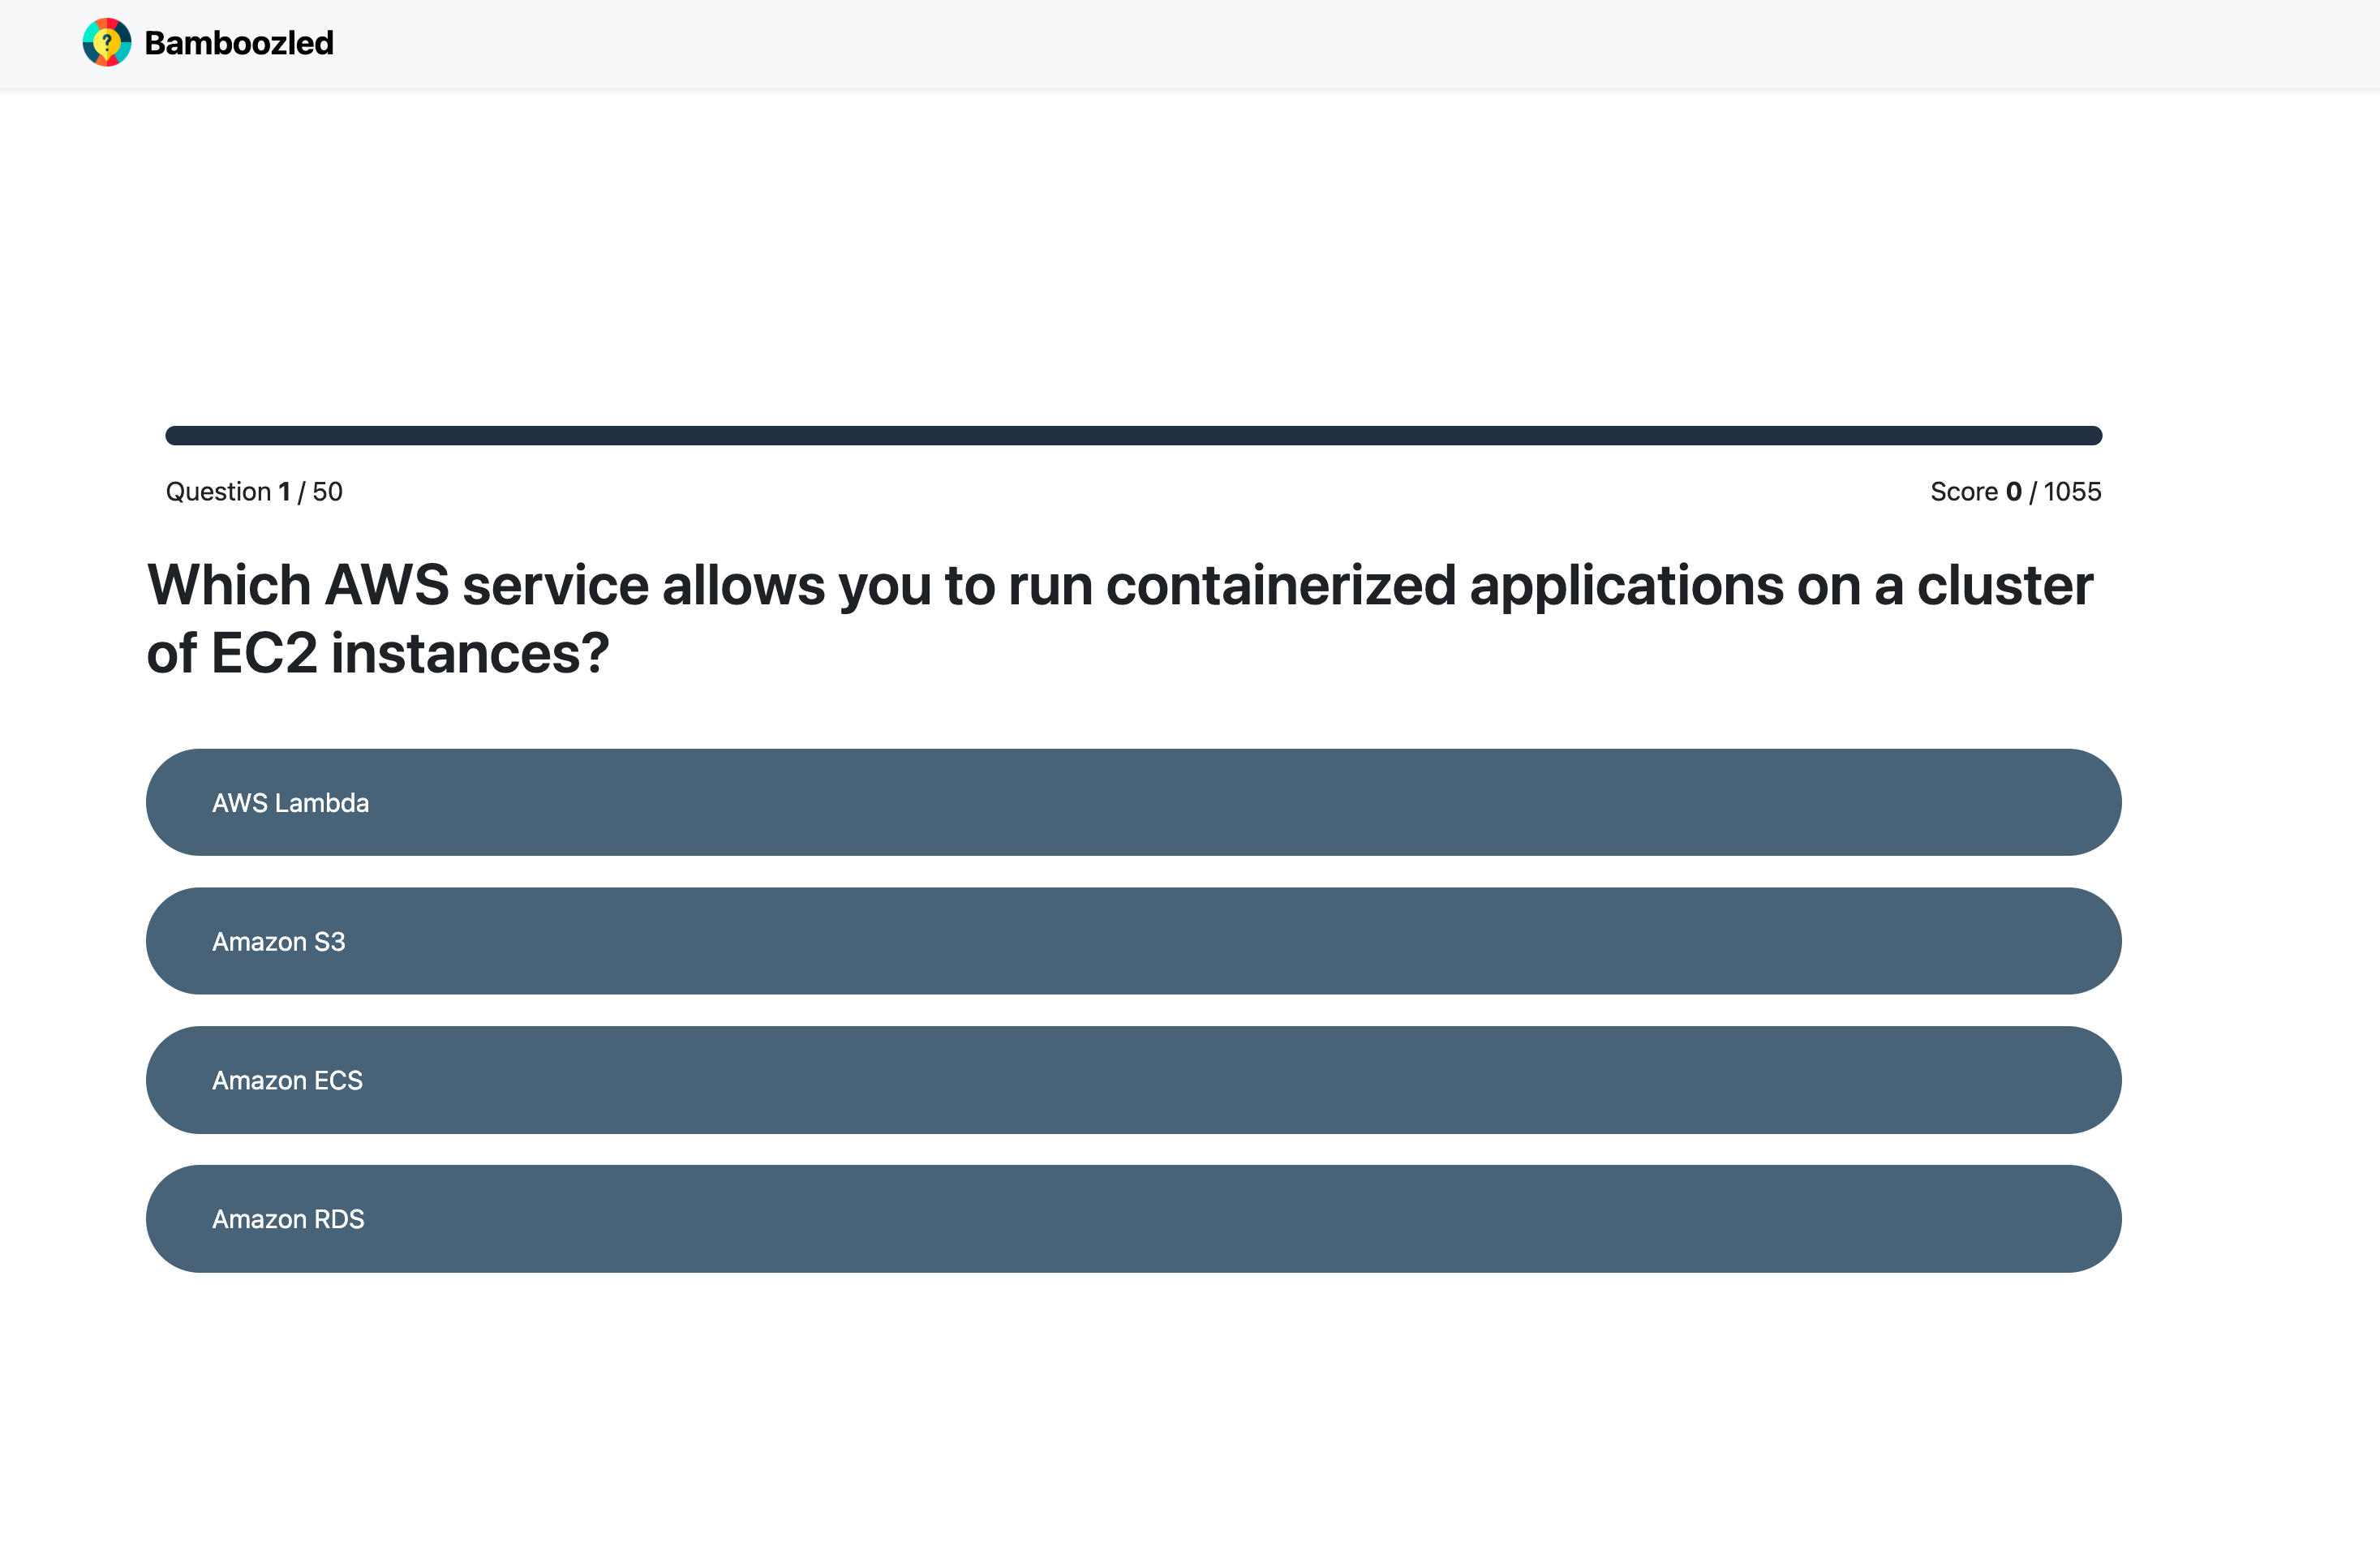 Bamboozled
Question 1 / 50
Score 0 / 1055
Which AWS service allows you to run containerized applications on a cluster
of EC2 instances?
AWS Lambda
Amazon S3
Amazon ECS
Amazon RDS